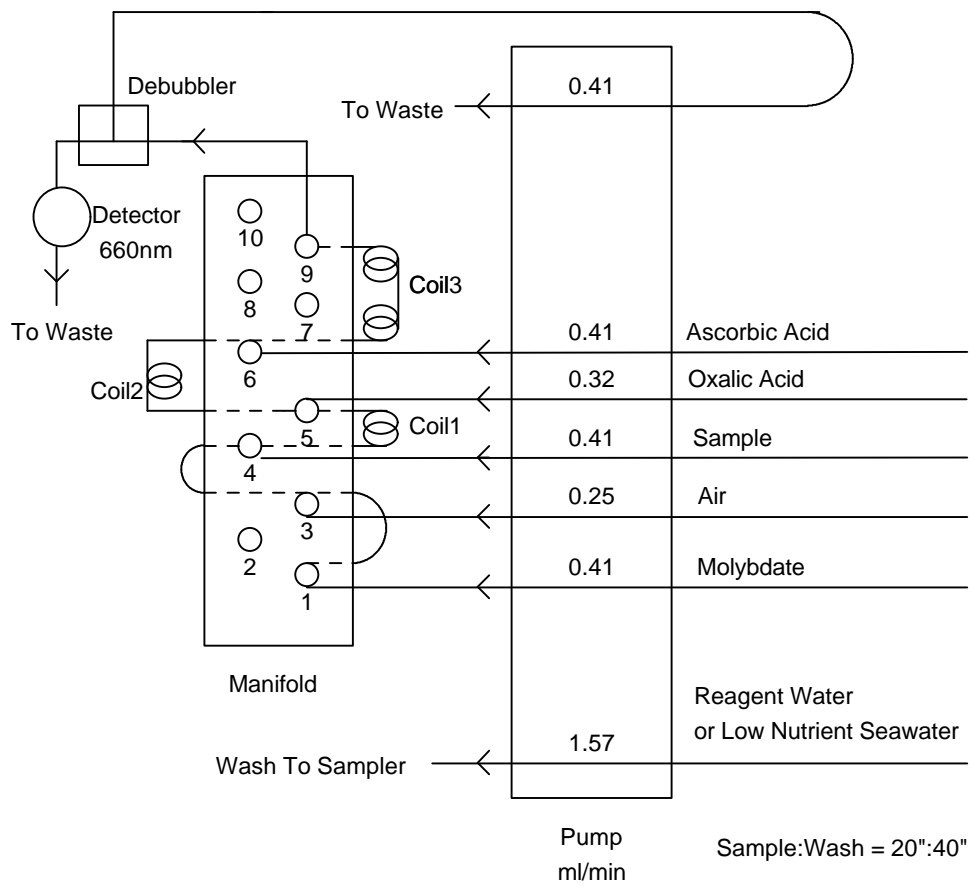 Debubbler
0.41
To Waste
Detector
660nm
10
9
8
7
Coil3
To Waste
0.41 Ascorbic Acid
6
Coil2
0.32 Oxalic Acid
5
Coil1
0.41 Sample
4
0.25 Air
3
2
0.41 Molybdate
1
Manifold
Reagent Water
or Low Nutrient Seawater
1.57
Wash To Sampler
Pump
ml/min
Sample:Wash = 20":40"